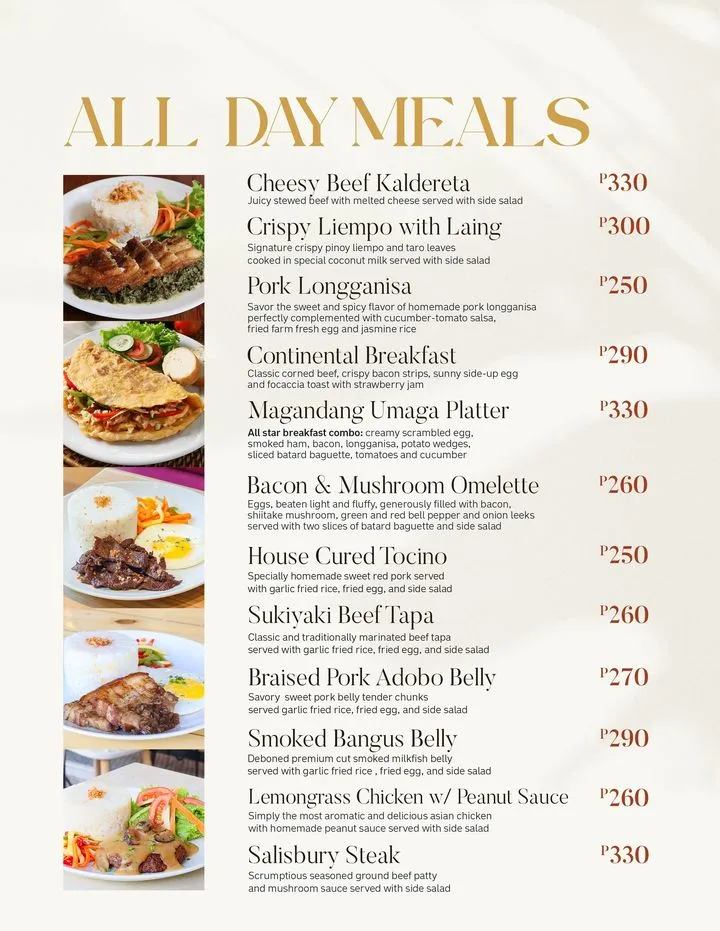 ALL DAY MEALS
Cheesy Beef Kaldereta ₱330
Juicy stewed beef with melted cheese served with side salad
Crispy Liempo with Laing ₱300
Signature crispy pinoy liempo and taro leaves
cooked in special coconut milk served with side salad
Pork Longganisa ₱250
Savor the sweet and spicy flavor of homemade pork longganisa
perfectly complemented with cucumber-tomato salsa,
fried farm fresh egg and jasmine rice
Continental Breakfast ₱290
Classic corned beef, crispy bacon strips, sunny side-up egg
and focaccia toast with strawberry jam
Magandang Umaga Platter ₱330
All star breakfast combo: creamy scrambled egg,
smoked ham, bacon, longganisa, potato wedges,
sliced batard baguette, tomatoes and cucumber
Bacon & Mushroom Omelette ₱260
Eggs, beaten light and fluffy, generously filled with bacon,
shiitake mushroom, green and red bell pepper and onion leeks
served with two slices of batard baguette and side salad
House Cured Tocino ₱250
Specially homemade sweet red pork served
with garlic fried rice, fried egg, and side salad
Sukiyaki Beef Tapa ₱260
Classic and traditionally marinated beef tapa
served with garlic fried rice, fried egg, and side salad
Braised Pork Adobo Belly ₱270
Savory sweet pork belly tender chunks
served garlic fried rice, fried egg, and side salad
Smoked Bangus Belly ₱290
Deboned premium cut smoked milkfish belly
served with garlic fried rice , fried egg, and side salad
Lemongrass Chicken w/ Peanut Sauce ₱260
Simply the most aromatic and delicious asian chicken
with homemade peanut sauce served with side salad
Salisbury Steak ₱330
Scrumptious seasoned ground beef patty
and mushroom sauce served with side salad